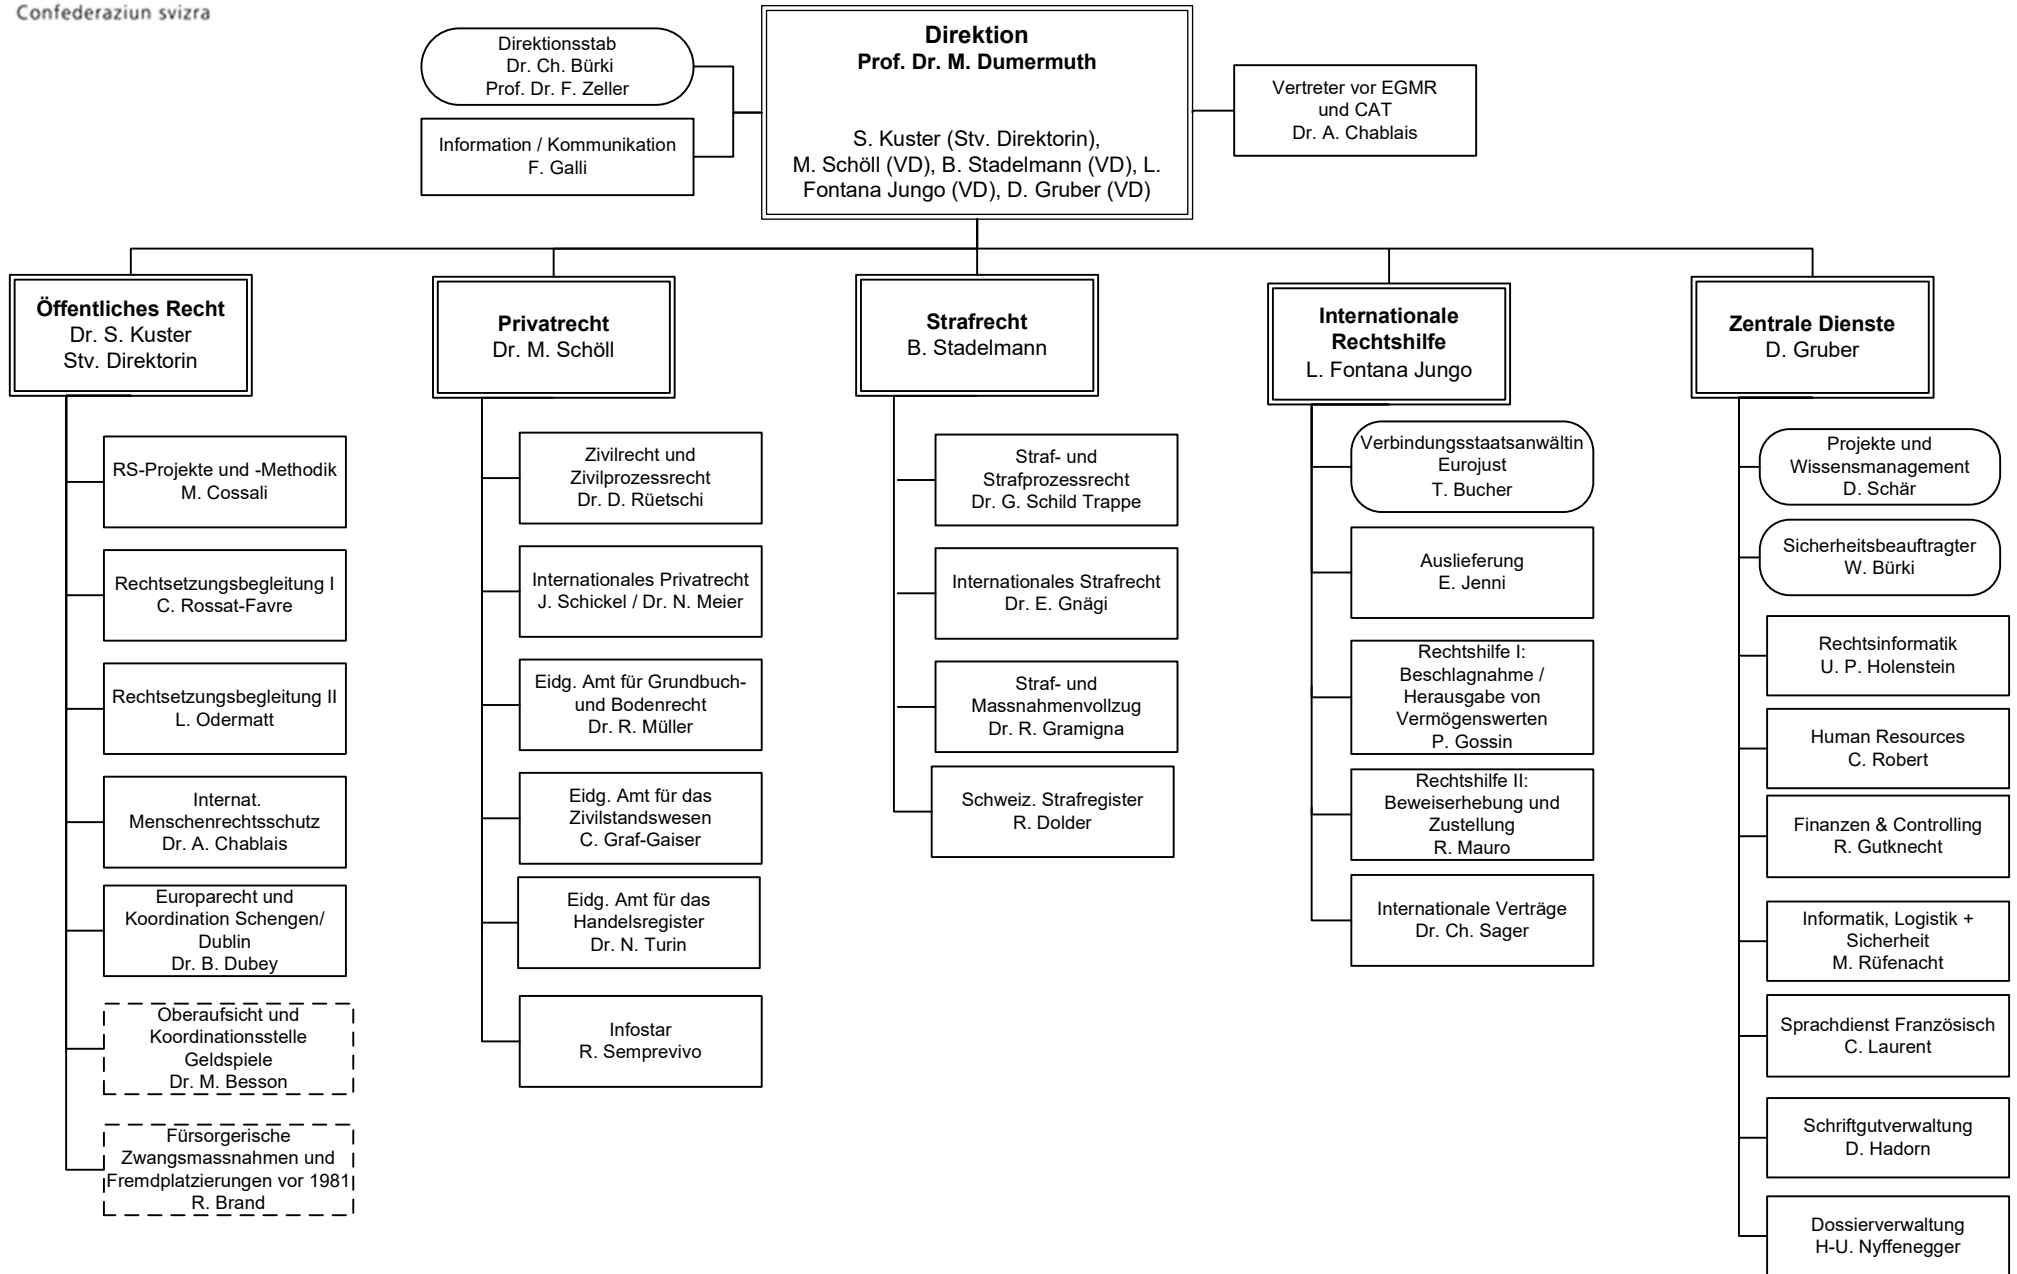 Confederaziun svizra
Direktionsstab
Dr. Ch. Bürki
Prof. Dr. F. Zeller
Information / Kommunikation
F. Galli
Direktion
Prof. Dr. M. Dumermuth
S. Kuster (Stv. Direktorin),
M. Schöll (VD), B. Stadelmann (VD), L.
Fontana Jungo (VD), D. Gruber (VD)
Vertreter vor EGMR
und CAT
Dr. A. Chablais
Öffentliches Recht
Dr. S. Kuster
Stv. Direktorin
RS-Projekte und -Methodik
M. Cossali
Rechtsetzungsbegleitung I
C. Rossat-Favre
Rechtsetzungsbegleitung II
L. Odermatt
Internat.
Menschenrechtsschutz
Dr. A. Chablais
Europarecht und
Koordination Schengen/
Dublin
Dr. B. Dubey
Oberaufsicht und
Koordinationsstelle
Geldspiele
Dr. M. Besson
Fürsorgerische
Zwangsmassnahmen und
Fremdplatzierungen vor 1981
R. Brand
Privatrecht
Dr. M. Schöll
Zivilrecht und
Zivilprozessrecht
Dr. D. Rüetschi
Internationales Privatrecht
J. Schickel / Dr. N. Meier
Eidg. Amt für Grundbuch-
und Bodenrecht
Dr. R. Müller
Eidg. Amt für das
Zivilstandswesen
C. Graf-Gaiser
Eidg. Amt für das
Handelsregister
Dr. N. Turin
Infostar
R. Semprevivo
Strafrecht
B. Stadelmann
Straf- und
Strafprozessrecht
Dr. G. Schild Trappe
Internationales Strafrecht
Dr. E. Gnägi
Straf- und
Massnahmenvollzug
Dr. R. Gramigna
Schweiz. Strafregister
R. Dolder
Internationale
Rechtshilfe
L. Fontana Jungo
Verbindungsstaatsanwältin
Eurojust
T. Bucher
Auslieferung
E. Jenni
Rechtshilfe I:
Beschlagnahme /
Herausgabe von
Vermögenswerten
P. Gossin
Rechtshilfe II:
Beweiserhebung und
Zustellung
R. Mauro
Internationale Verträge
Dr. Ch. Sager
Zentrale Dienste
D. Gruber
Projekte und
Wissensmanagement
D. Schär
Sicherheitsbeauftragter
W. Bürki
Rechtsinformatik
U. P. Holenstein
Human Resources
C. Robert
Finanzen & Controlling
R. Gutknecht
Informatik, Logistik +
Sicherheit
M. Rüfenacht
Sprachdienst Französisch
C. Laurent
Schriftgutverwaltung
D. Hadorn
Dossierverwaltung
H-U. Nyffenegger